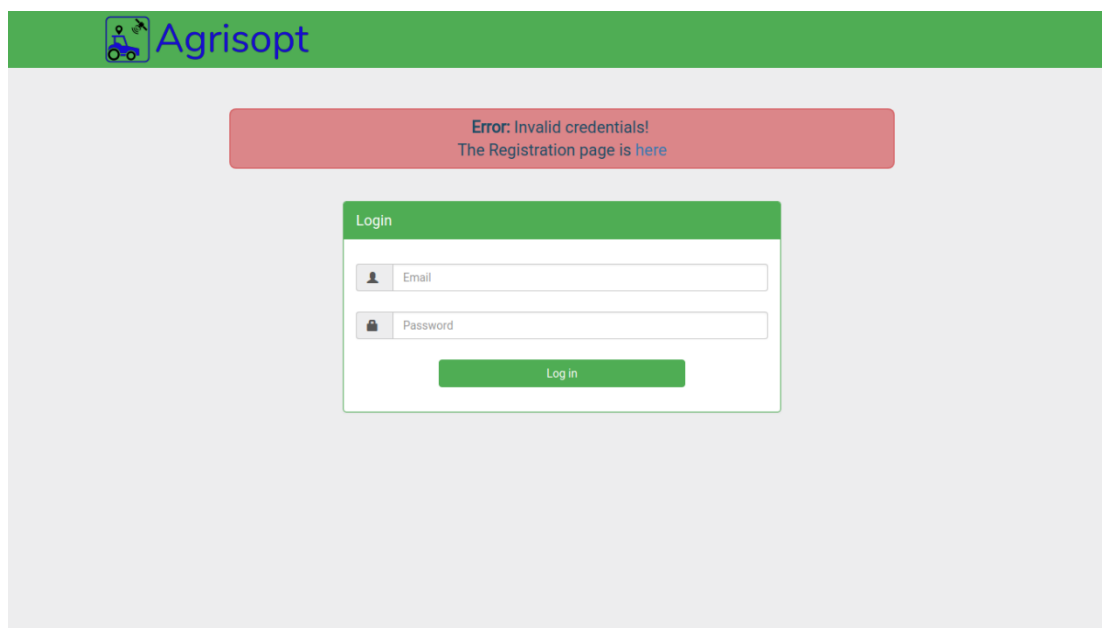 Agrisopt
Error: Invalid credentials!
The Registration page is here
Login
Email
Password
Log in